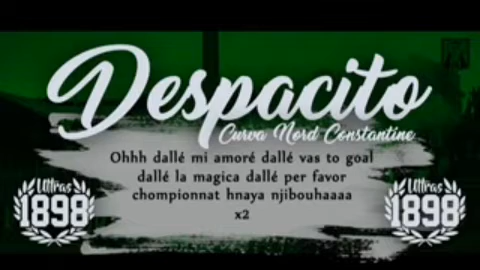 Despacito
Curva Nord Constantine
Ohhh dallé mi amoré dallé vas to goal
dallé la magica dallé per favor
chompionnat hnaya njibouhaaaa
x2
Ultras
1898
Ultras
1898